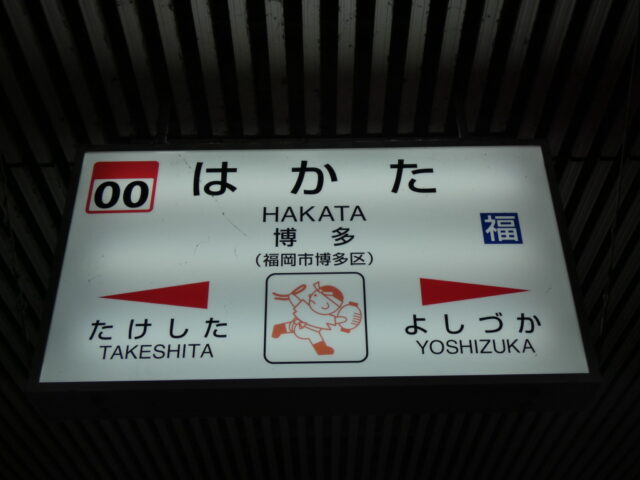 00
はかた
HAKATA
博多
(福岡市博多区)
福
たけした
TAKESHITA
よしづか
YOSHIZUKA